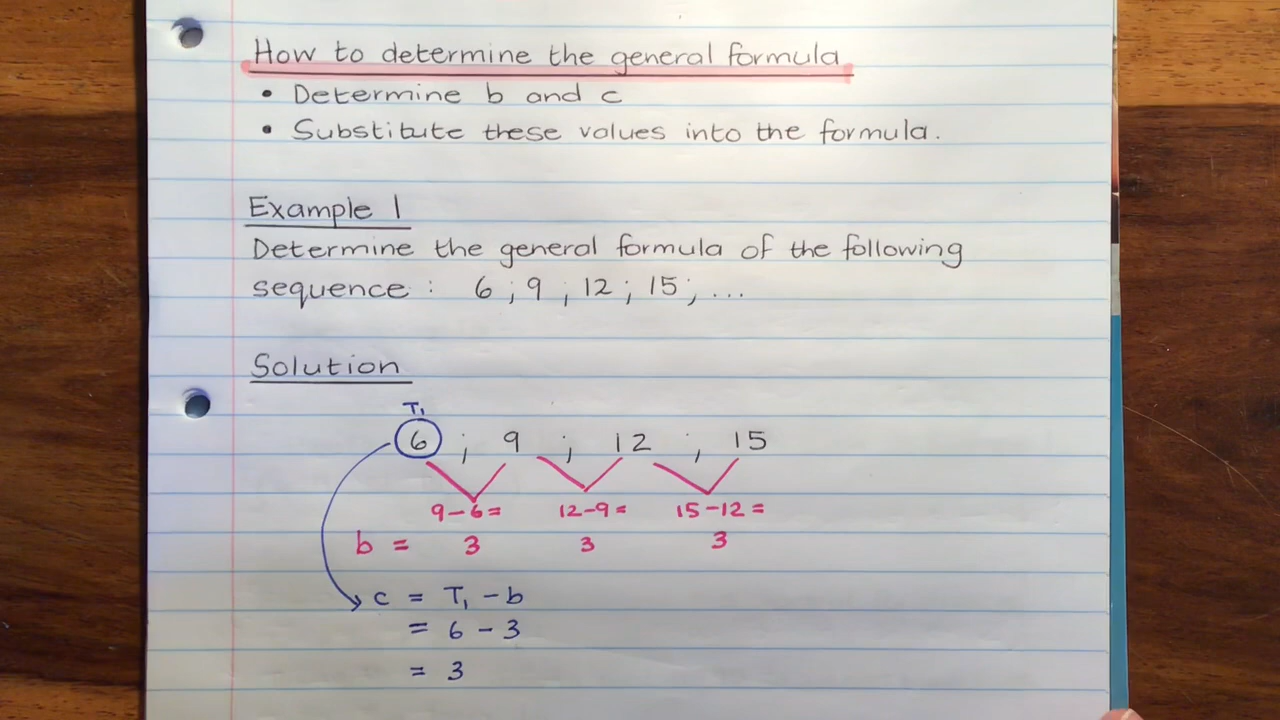 How to determine the general formula
• Determine b and c
• Substitute these values into the formula.
Example 1
Determine the general formula of the following
sequence : 6 ; 9 ; 12 ; 15 ; ...
Solution
T₁
6 ; 9 ; 12 ; 15
9-6= 12-9= 15-12=
b = 3 3 3
c = T₁ - b
= 6 - 3
= 3